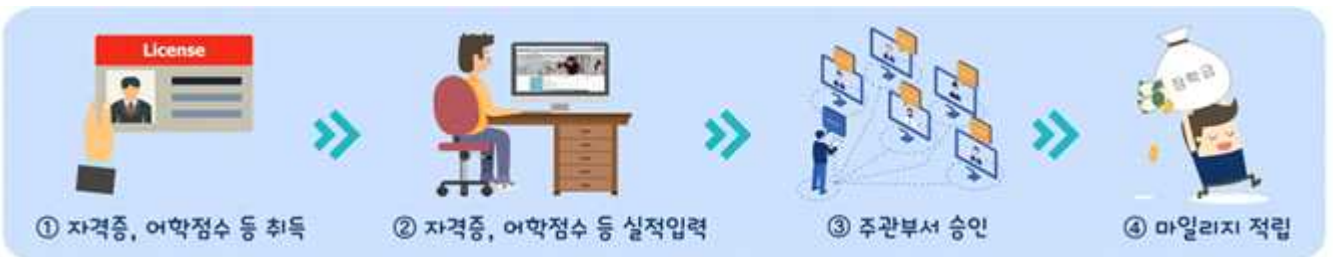 License
장학금
① 자격증, 어학점수 등 취득
② 자격증, 어학점수 등 실적입력
③ 주관부서 승인
④ 마일리지 적립